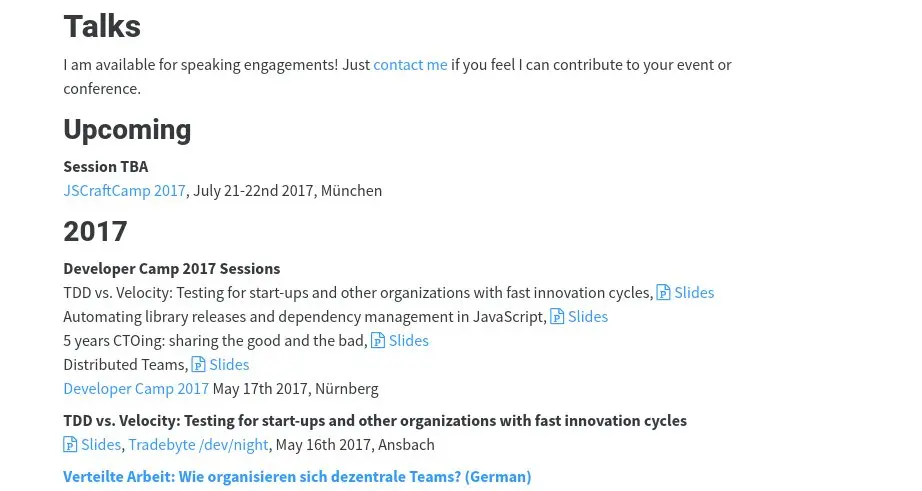 Talks
I am available for speaking engagements! Just contact me if you feel I can contribute to your event or
conference.
Upcoming
Session TBA
JSCraftCamp 2017, July 21-22nd 2017, München
2017
Developer Camp 2017 Sessions
TDD vs. Velocity: Testing for start-ups and other organizations with fast innovation cycles, Slides
Automating library releases and dependency management in JavaScript, Slides
5 years CTOing: sharing the good and the bad, Slides
Distributed Teams, Slides
Developer Camp 2017 May 17th 2017, Nürnberg
TDD vs. Velocity: Testing for start-ups and other organizations with fast innovation cycles
Slides, Tradebyte /dev/night, May 16th 2017, Ansbach
Verteilte Arbeit: Wie organisieren sich dezentrale Teams? (German)